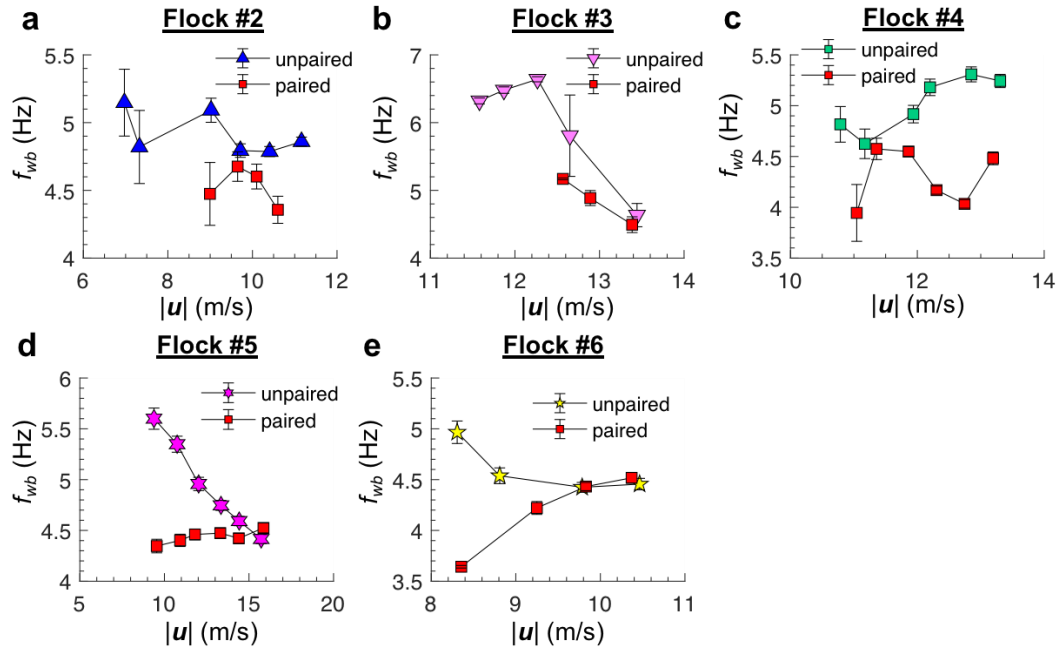 a Flock #2
unpaired
paired
5.5
5
4.5
4
f_wb (Hz)
6 8 10 12
|u| (m/s)
b Flock #3
unpaired
paired
7
6
5
4
f_wb (Hz)
11 12 13 14
|u| (m/s)
c Flock #4
unpaired
paired
5.5
5
4.5
4
3.5
f_wb (Hz)
10 12 14
|u| (m/s)
d Flock #5
unpaired
paired
6
5.5
5
4.5
4
f_wb (Hz)
5 10 15 20
|u| (m/s)
e Flock #6
unpaired
paired
5.5
5
4.5
4
3.5
f_wb (Hz)
8 9 10 11
|u| (m/s)